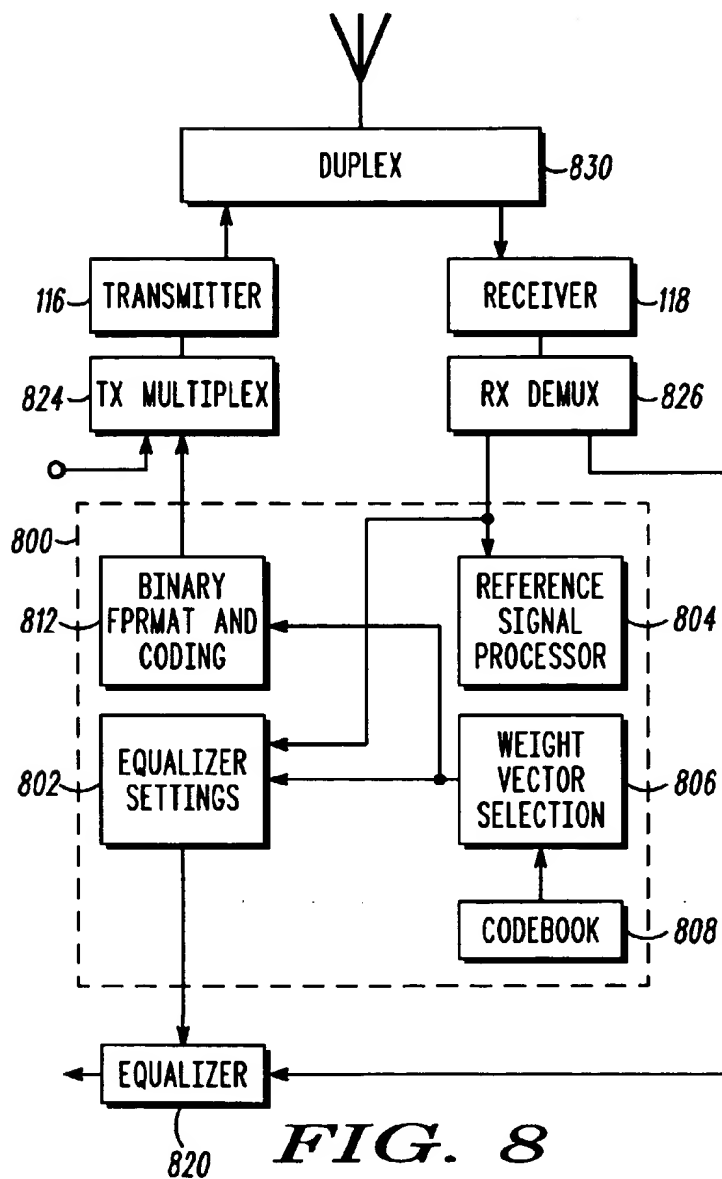 DUPLEX
830
116
TRANSMITTER
RECEIVER
118
824
TX MULTIPLEX
RX DEMUX
826
800
812
BINARY
FPRMAT AND
CODING
REFERENCE
SIGNAL
PROCESSOR
804
802
EQUALIZER
SETTINGS
WEIGHT
VECTOR
SELECTION
806
CODEBOOK
808
EQUALIZER
820
FIG. 8